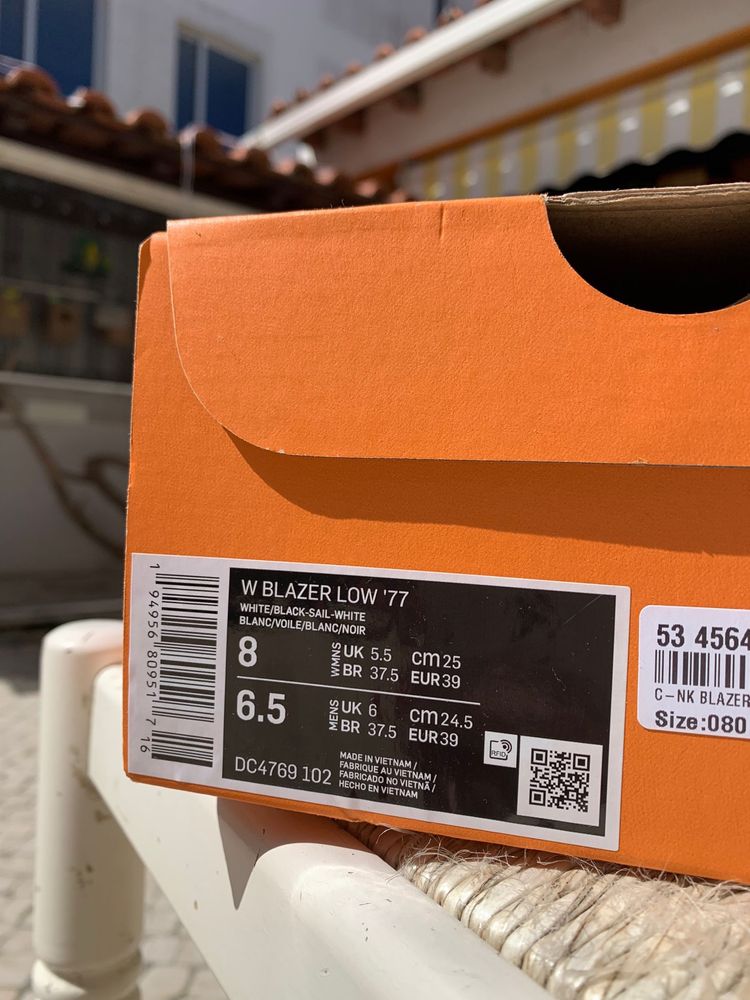 W BLAZER LOW '77
WHITE/BLACK-SAIL-WHITE
BLANC/VOILE/BLANC/NOIR
8 WMNS UK 5.5 cm 25
BR 37.5 EUR 39
6.5 MENS UK 6 cm 24.5
BR 37.5 EUR 39
DC4769 102
MADE IN VIETNAM /
FABRIQUE AU VIETNAM /
FABRICADO NO VIETNÃ /
HECHO EN VIETNAM
RFID
1 94956 80951 7 16
53 4564
C-NK BLAZER
Size:080